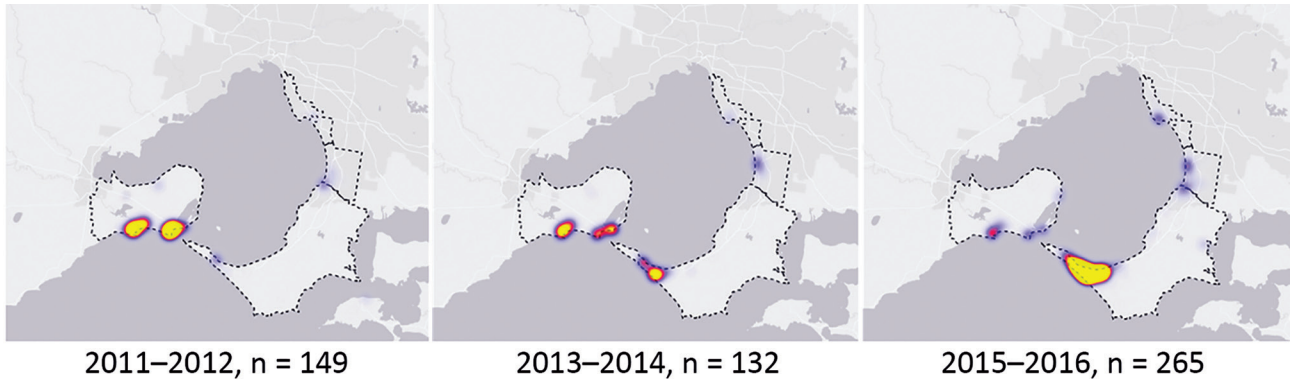 2011–2012, n = 149
2013–2014, n = 132
2015–2016, n = 265